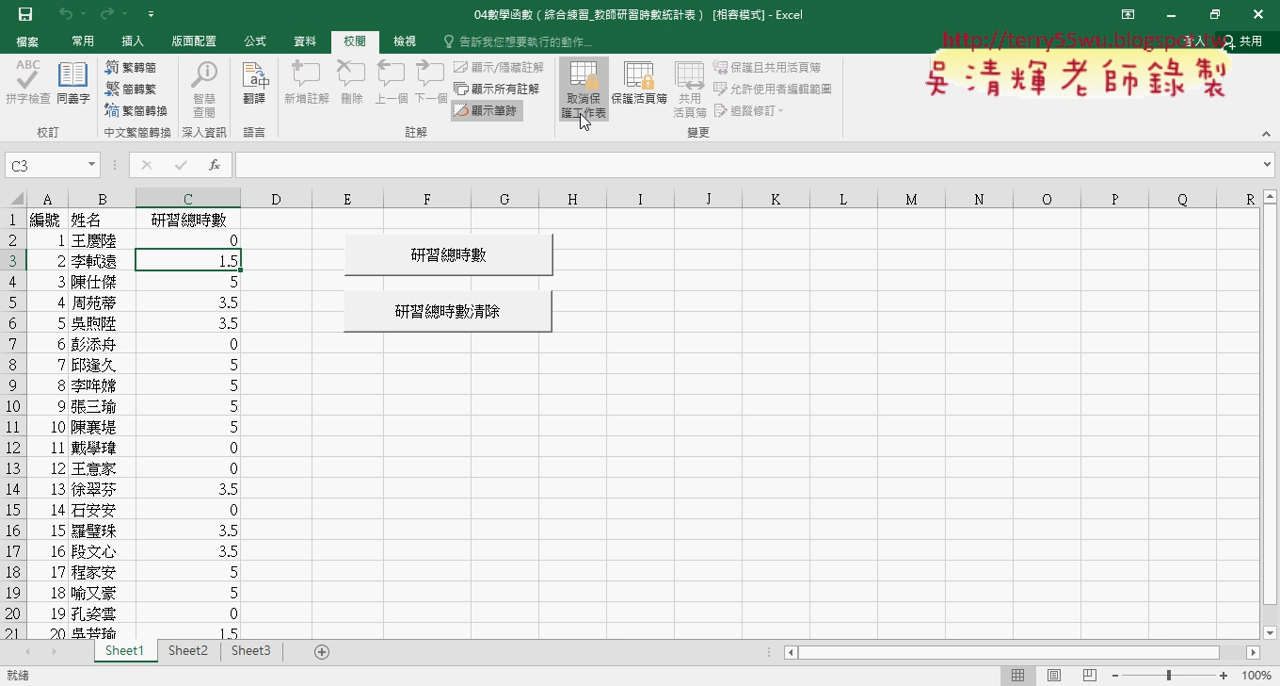 04數學函數（綜合練習_教師研習時數統計表） [相容模式] - Excel
檔案 常用 插入 版面配置 公式 資料 校閱 檢視 告訴我您想要執行的動作... 登入 共用
http://terry55wu.blogspot.tw
吳清輝老師錄製
ABC
拼字檢查 同義字 繁轉簡 簡轉繁 繁簡轉換
智慧查閱 翻譯 新增註解 刪除 上一個 下一個
顯示/隱藏註解
顯示所有註解
顯示筆跡
取消保護工作表 保護活頁簿 共用活頁簿
保護且共用活頁簿
允許使用者編輯範圍
追蹤修訂
校訂 中文繁簡轉換 深入資訊 語言 註解 變更
C3 fx
A B C D E F G H I J K L M N O P Q R
1 編號 姓名 研習總時數
2 1 王慶陸 0
3 2 李軾遠 1.5
4 3 陳仕傑 5
5 4 周苑蒂 3.5
6 5 吳煦陞 3.5
7 6 彭添舟 0
8 7 邱逢久 5
9 8 李哖嫦 5
10 9 張三瑜 5
11 10 陳襄堤 5
12 11 戴學瑋 0
13 12 王意家 0
14 13 徐翠芬 3.5
15 14 石安安 0
16 15 羅璧珠 3.5
17 16 段文心 3.5
18 17 程家安 5
19 18 喻又豪 5
20 19 孔姿雲 0
21 20 吳芳瑜 1.5
研習總時數
研習總時數清除
Sheet1 Sheet2 Sheet3
就緒 100%